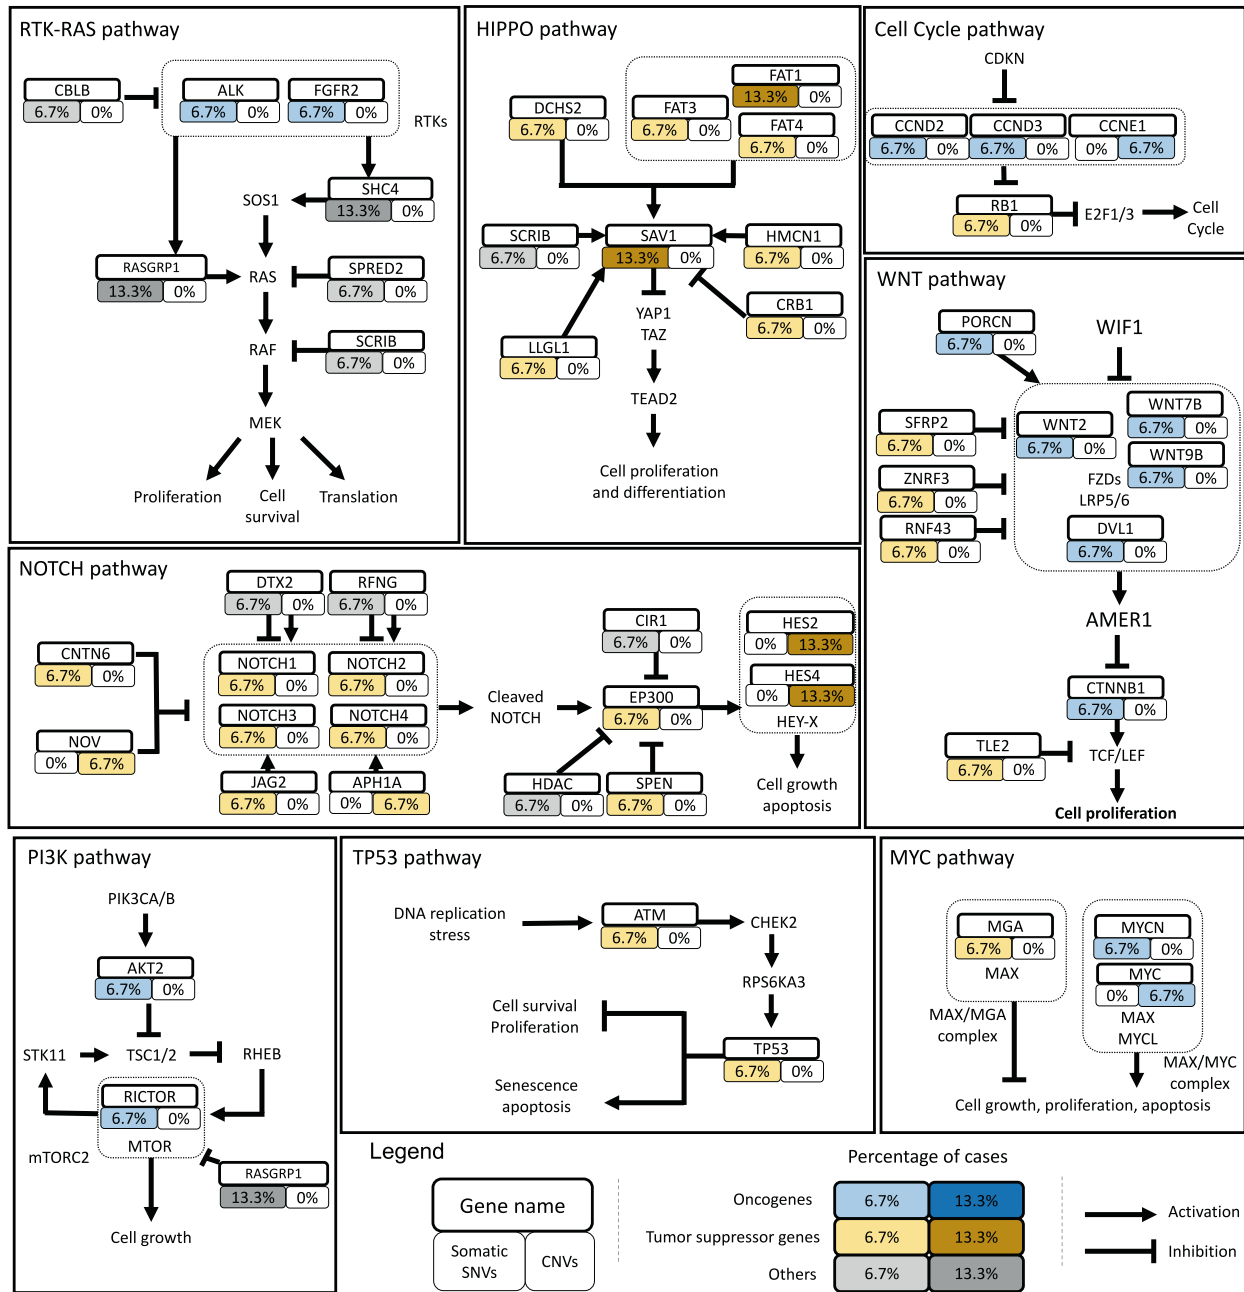 RTK-RAS pathway
CBLB
6.7% 0%
ALK
6.7% 0%
FGFR2
6.7% 0%
RTKs
SHC4
13.3% 0%
SOS1
RASGRP1
13.3% 0%
RAS
SPRED2
6.7% 0%
RAF
SCRIB
6.7% 0%
MEK
Proliferation
Cell
survival
Translation
HIPPO pathway
DCHS2
6.7% 0%
FAT3
6.7% 0%
FAT1
13.3% 0%
FAT4
6.7% 0%
SCRIB
6.7% 0%
SAV1
13.3% 0%
HMCN1
6.7% 0%
CRB1
6.7% 0%
LLGL1
6.7% 0%
YAP1
TAZ
TEAD2
Cell proliferation
and differentiation
Cell Cycle pathway
CDKN
CCND2
6.7% 0%
CCND3
6.7% 0%
CCNE1
0% 6.7%
RB1
6.7% 0%
E2F1/3
Cell
Cycle
WNT pathway
PORCN
6.7% 0%
WIF1
SFRP2
6.7% 0%
WNT2
6.7% 0%
WNT7B
6.7% 0%
WNT9B
6.7% 0%
ZNRF3
6.7% 0%
FZDs
LRP5/6
RNF43
6.7% 0%
DVL1
6.7% 0%
AMER1
CTNNB1
6.7% 0%
TLE2
6.7% 0%
TCF/LEF
Cell proliferation
NOTCH pathway
DTX2
6.7% 0%
RFNG
6.7% 0%
CNTN6
6.7% 0%
NOV
0% 6.7%
NOTCH1
6.7% 0%
NOTCH2
6.7% 0%
NOTCH3
6.7% 0%
NOTCH4
6.7% 0%
JAG2
6.7% 0%
APH1A
0% 6.7%
Cleaved
NOTCH
CIR1
6.7% 0%
EP300
6.7% 0%
HDAC
6.7% 0%
SPEN
6.7% 0%
HES2
0% 13.3%
HES4
0% 13.3%
HEY-X
Cell growth
apoptosis
PI3K pathway
PIK3CA/B
AKT2
6.7% 0%
STK11
TSC1/2
RHEB
RICTOR
6.7% 0%
MTOR
mTORC2
RASGRP1
13.3% 0%
Cell growth
TP53 pathway
DNA replication
stress
ATM
6.7% 0%
CHEK2
RPS6KA3
TP53
6.7% 0%
Cell survival
Proliferation
Senescence
apoptosis
MYC pathway
MGA
6.7% 0%
MAX
MYCN
6.7% 0%
MYC
0% 6.7%
MAX
MYCL
MAX/MGA
complex
MAX/MYC
complex
Cell growth, proliferation, apoptosis
Legend
Gene name
Somatic
SNVs
CNVs
Percentage of cases
Oncogenes 6.7% 13.3%
Tumor suppressor genes 6.7% 13.3%
Others 6.7% 13.3%
Activation
Inhibition